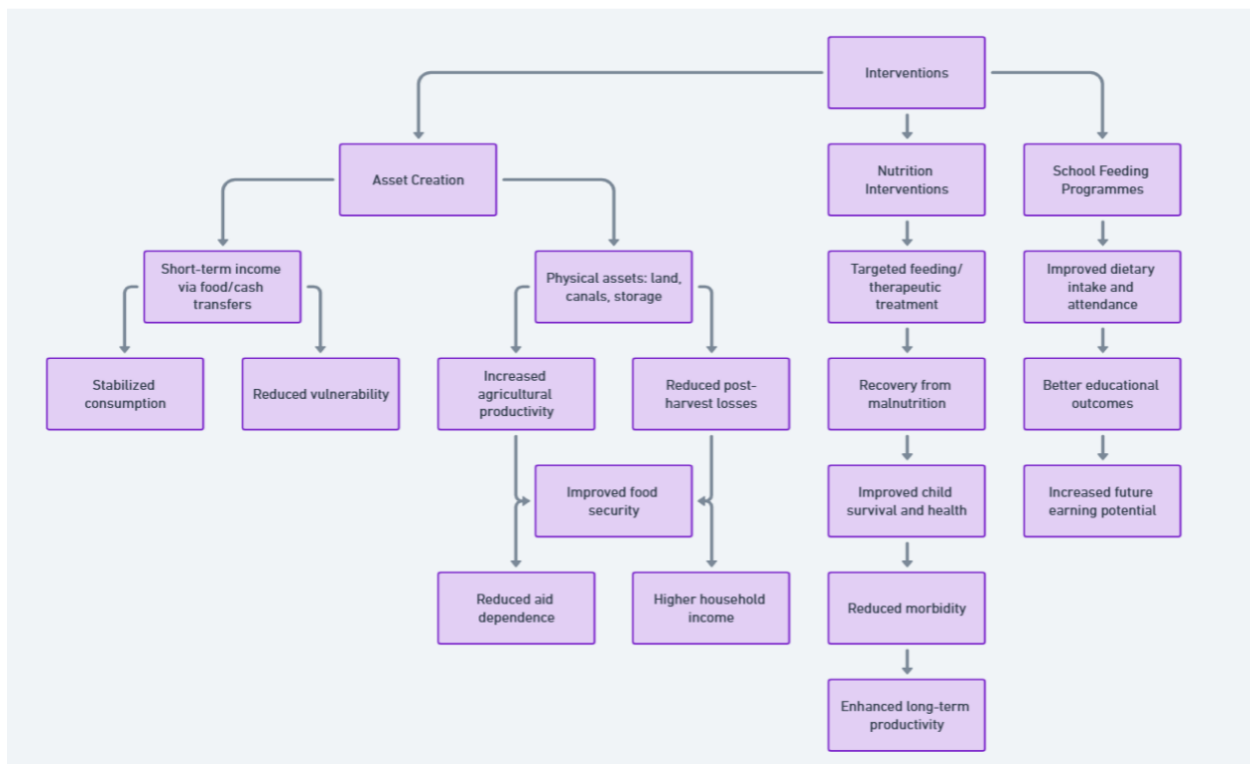 Interventions
Asset Creation
Nutrition
Interventions
School Feeding
Programmes
Short-term income
via food/cash
transfers
Physical assets: land,
canals, storage
Targeted feeding/
therapeutic
treatment
Improved dietary
intake and
attendance
Stabilized
consumption
Reduced vulnerability
Increased
agricultural
productivity
Reduced post-
harvest losses
Recovery from
malnutrition
Better educational
outcomes
Improved food
security
Improved child
survival and health
Increased future
earning potential
Reduced aid
dependence
Higher household
income
Reduced morbidity
Enhanced long-term
productivity